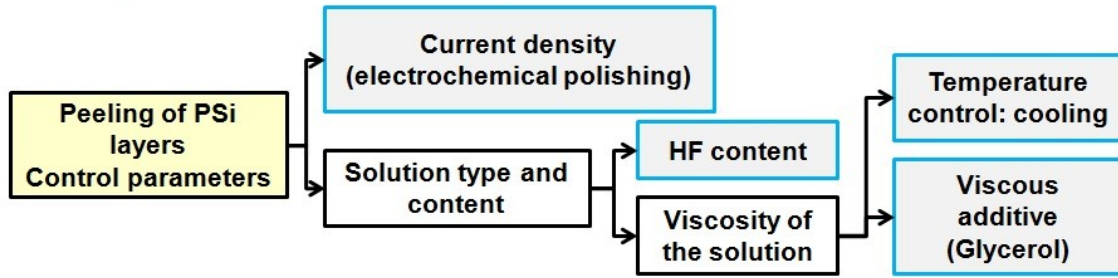 Peeling of PSi
layers
Control parameters
Current density
(electrochemical polishing)
Solution type and
content
HF content
Viscosity of
the solution
Temperature
control: cooling
Viscous
additive
(Glycerol)